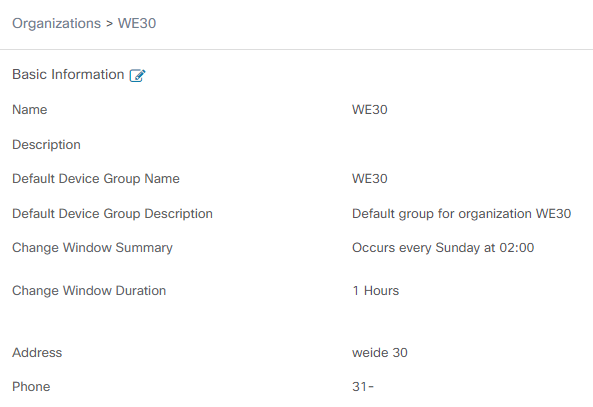 Organizations > WE30
Basic Information
Name WE30
Description
Default Device Group Name WE30
Default Device Group Description Default group for organization WE30
Change Window Summary Occurs every Sunday at 02:00
Change Window Duration 1 Hours
Address weide 30
Phone 31-